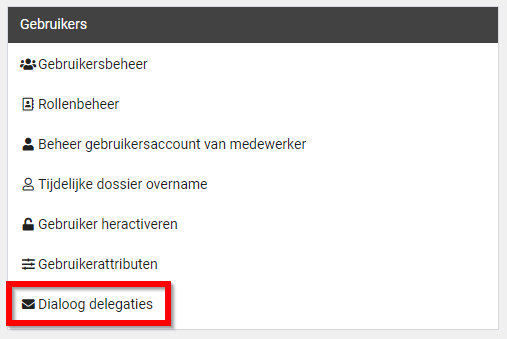 Gebruikers
Gebruikersbeheer
Rollenbeheer
Beheer gebruikersaccount van medewerker
Tijdelijke dossier overname
Gebruiker heractiveren
Gebruikerattributen
Dialoog delegaties